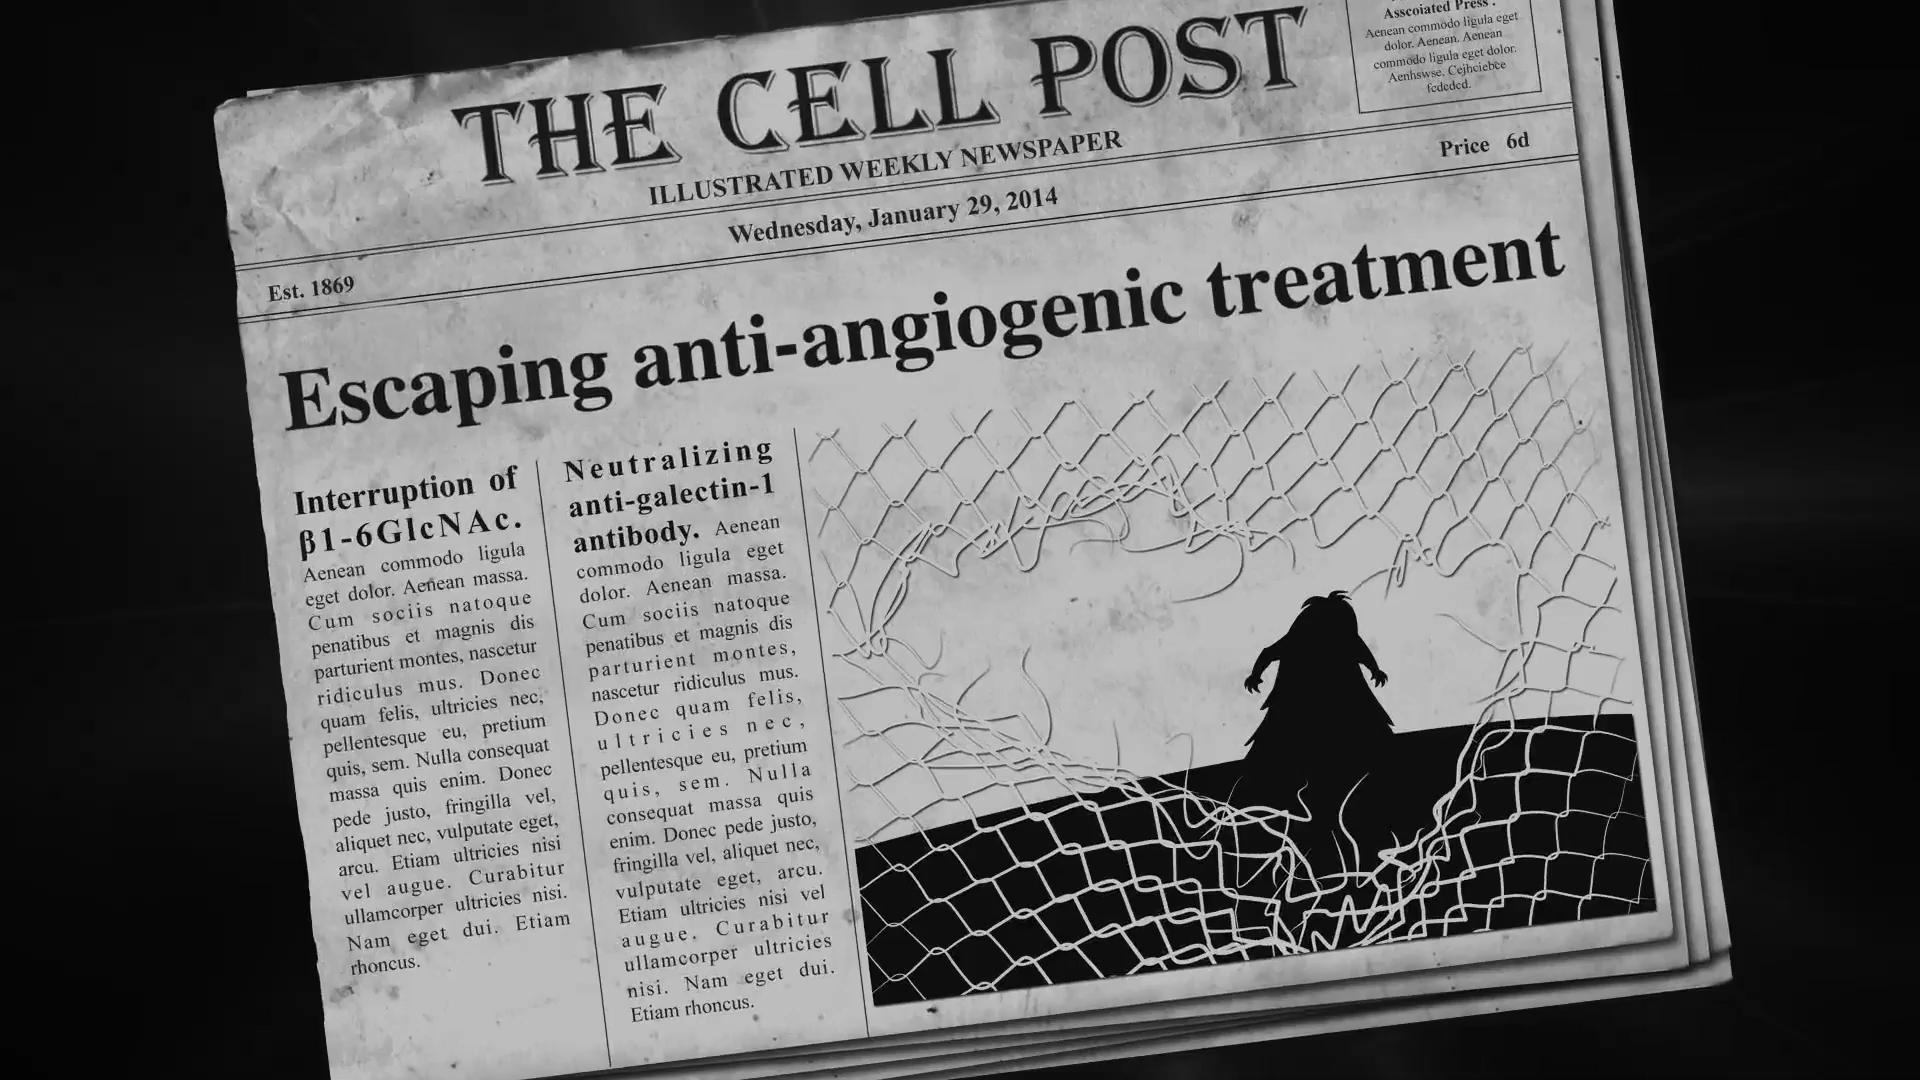 THE CELL POST
Asscoiated Press .
Aenean commodo ligula eget
dolor. Aenean. Aenean
commodo ligula eget dolor.
Aenhswse. Cejhciebce
fcdcdcd.
ILLUSTRATED WEEKLY NEWSPAPER
Est. 1869
Wednesday, January 29, 2014
Price 6d
Escaping anti-angiogenic treatment
Interruption of
β1-6GlcNAc.
Aenean commodo ligula
eget dolor. Aenean massa.
Cum sociis natoque
penatibus et magnis dis
parturient montes, nascetur
ridiculus mus. Donec
quam felis, ultricies nec,
pellentesque eu, pretium
quis, sem. Nulla consequat
massa quis enim. Donec
pede justo, fringilla vel,
aliquet nec, vulputate eget,
arcu. Etiam ultricies nisi
vel augue. Curabitur
ullamcorper ultricies nisi.
Nam eget dui. Etiam
rhoncus.
Neutralizing
anti-galectin-1
antibody. Aenean
commodo ligula eget
dolor. Aenean massa.
Cum sociis natoque
penatibus et magnis dis
parturient montes,
nascetur ridiculus mus.
Donec quam felis,
ultricies nec,
pellentesque eu, pretium
quis, sem. Nulla
consequat massa quis
enim. Donec pede justo,
fringilla vel, aliquet nec,
vulputate eget, arcu.
Etiam ultricies nisi vel
augue. Curabitur
ullamcorper ultricies
nisi. Nam eget dui.
Etiam rhoncus.